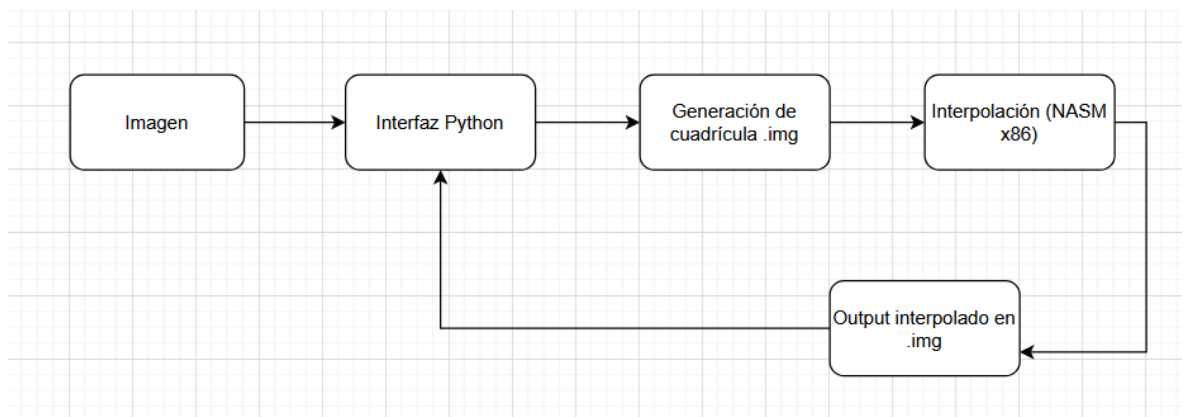 Imagen
Interfaz Python
Generación de
cuadrícula .img
Interpolación (NASM
x86)
Output interpolado en
.img